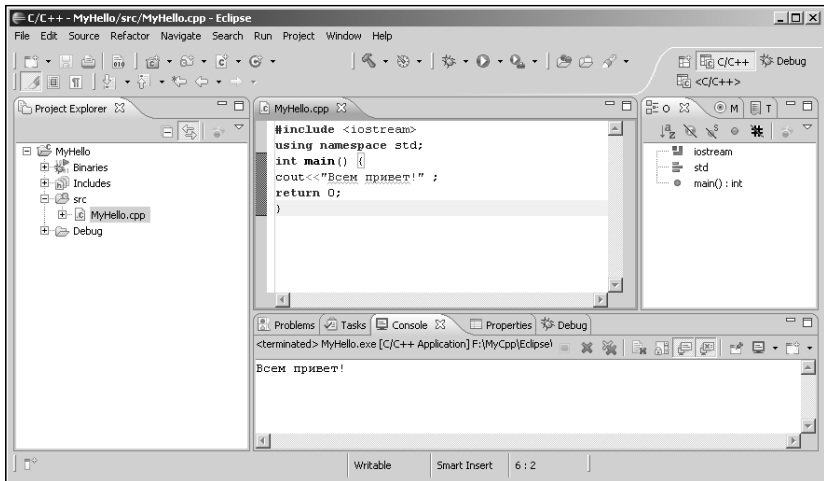 C/C++ - MyHello/src/MyHello.cpp - Eclipse
File Edit Source Refactor Navigate Search Run Project Window Help
C/C++ Debug
<C/C++>
Project Explorer
MyHello
Binaries
Includes
src
MyHello.cpp
Debug
MyHello.cpp
#include <iostream>
using namespace std;
int main() {
cout<<"Всем привет!" ;
return 0;
}
O M T
iostream
std
main() : int
Problems Tasks Console Properties Debug
<terminated> MyHello.exe [C/C++ Application] F:\MyCpp\Eclipse\
Всем привет!
Writable Smart Insert 6 : 2